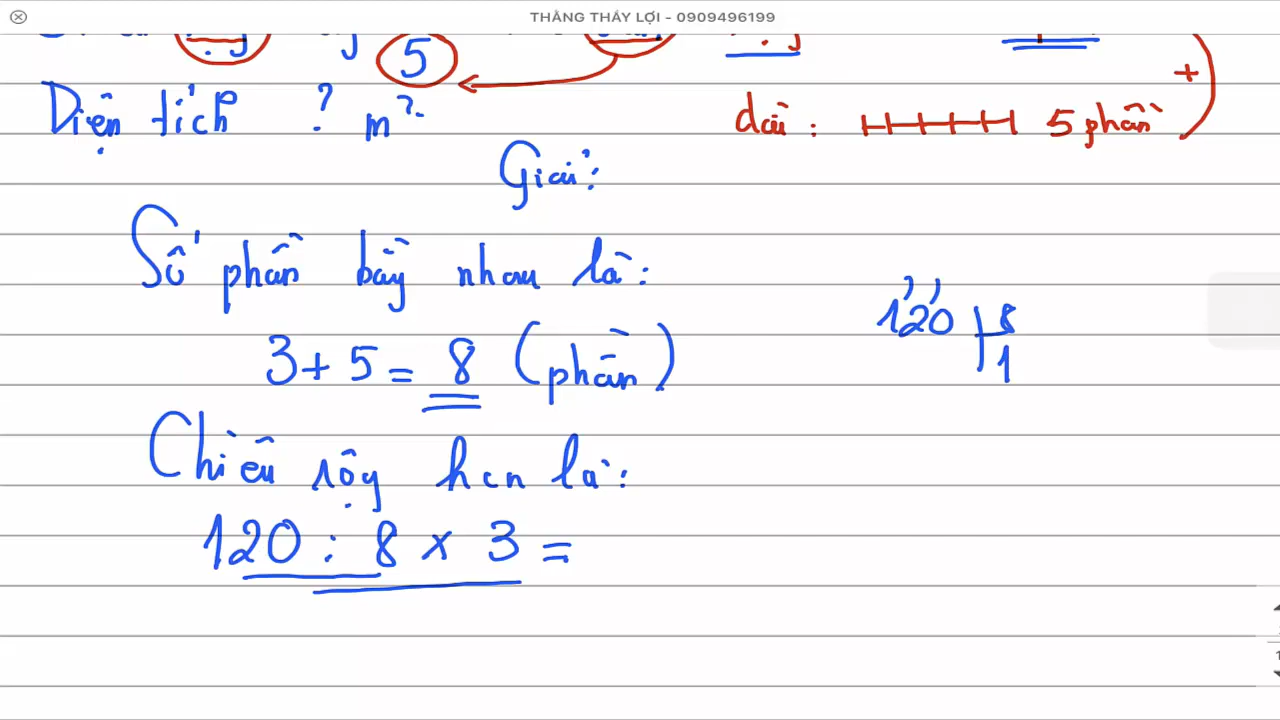 THẮNG THẦY LỢI - 0909496199
5
Diện tích ? m²
dài : 5 phần
+
Giải:
Số phần bằng nhau là:
120 8
1
3 + 5 = 8 (phần)
Chiều rộng hcn là:
120 : 8 × 3 =